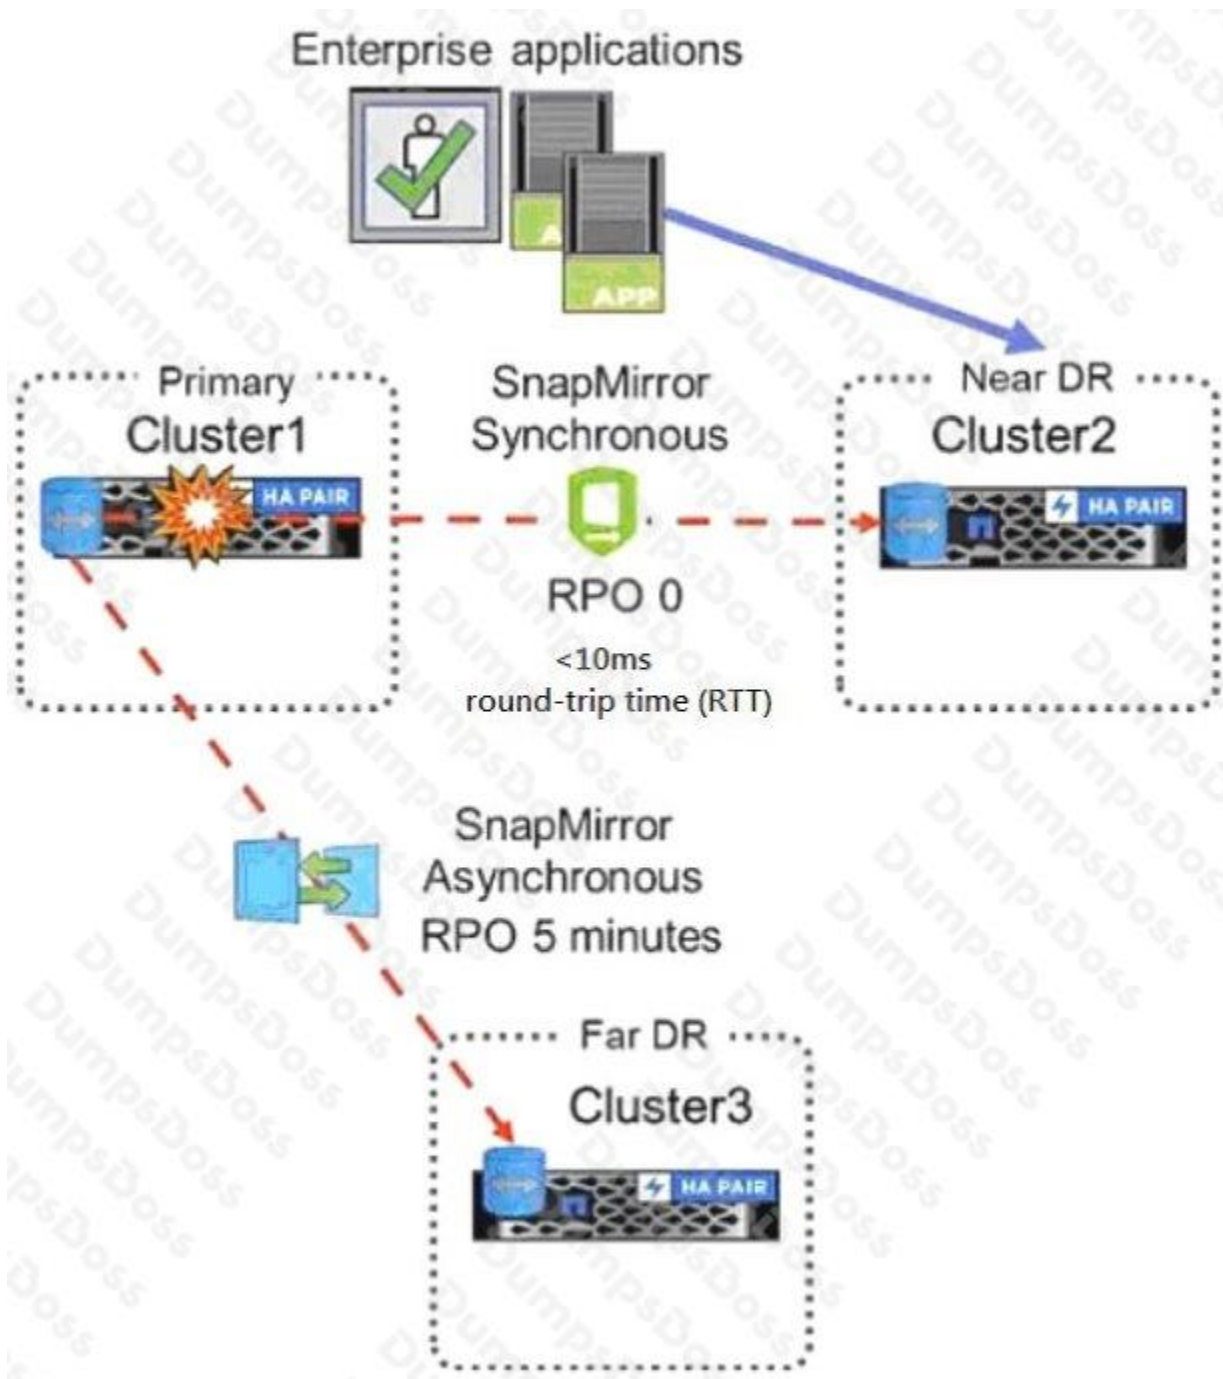 Enterprise applications
A
APP
Primary
Cluster1
HA PAIR
SnapMirror
Synchronous
RPO 0
<10ms
round-trip time (RTT)
Near DR
Cluster2
HA PAIR
SnapMirror
Asynchronous
RPO 5 minutes
Far DR
Cluster3
HA PAIR
DumpsDoss